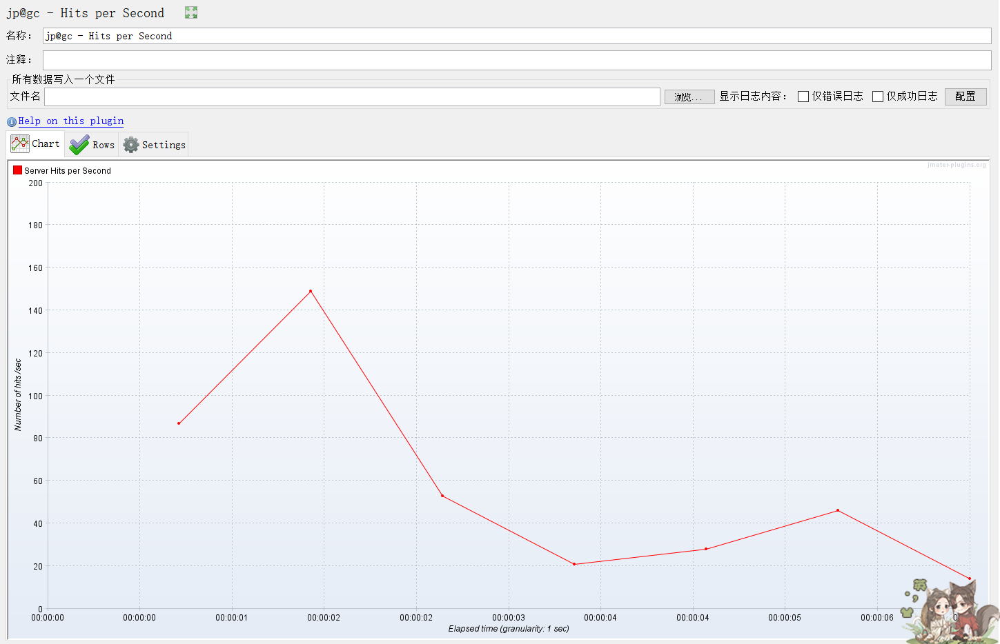 jp@gc - Hits per Second
名称： jp@gc - Hits per Second
注释：
所有数据写入一个文件
文件名 浏览... 显示日志内容： 仅错误日志 仅成功日志 配置
Help on this plugin
Chart Rows Settings
Server Hits per Second
jmeter-plugins.org
200
180
160
140
120
100
80
60
40
20
0
Number of hits /sec
00:00:00 00:00:00 00:00:01 00:00:02 00:00:02 00:00:03 00:00:04 00:00:04 00:00:05 00:00:06
Elapsed time (granularity: 1 sec)